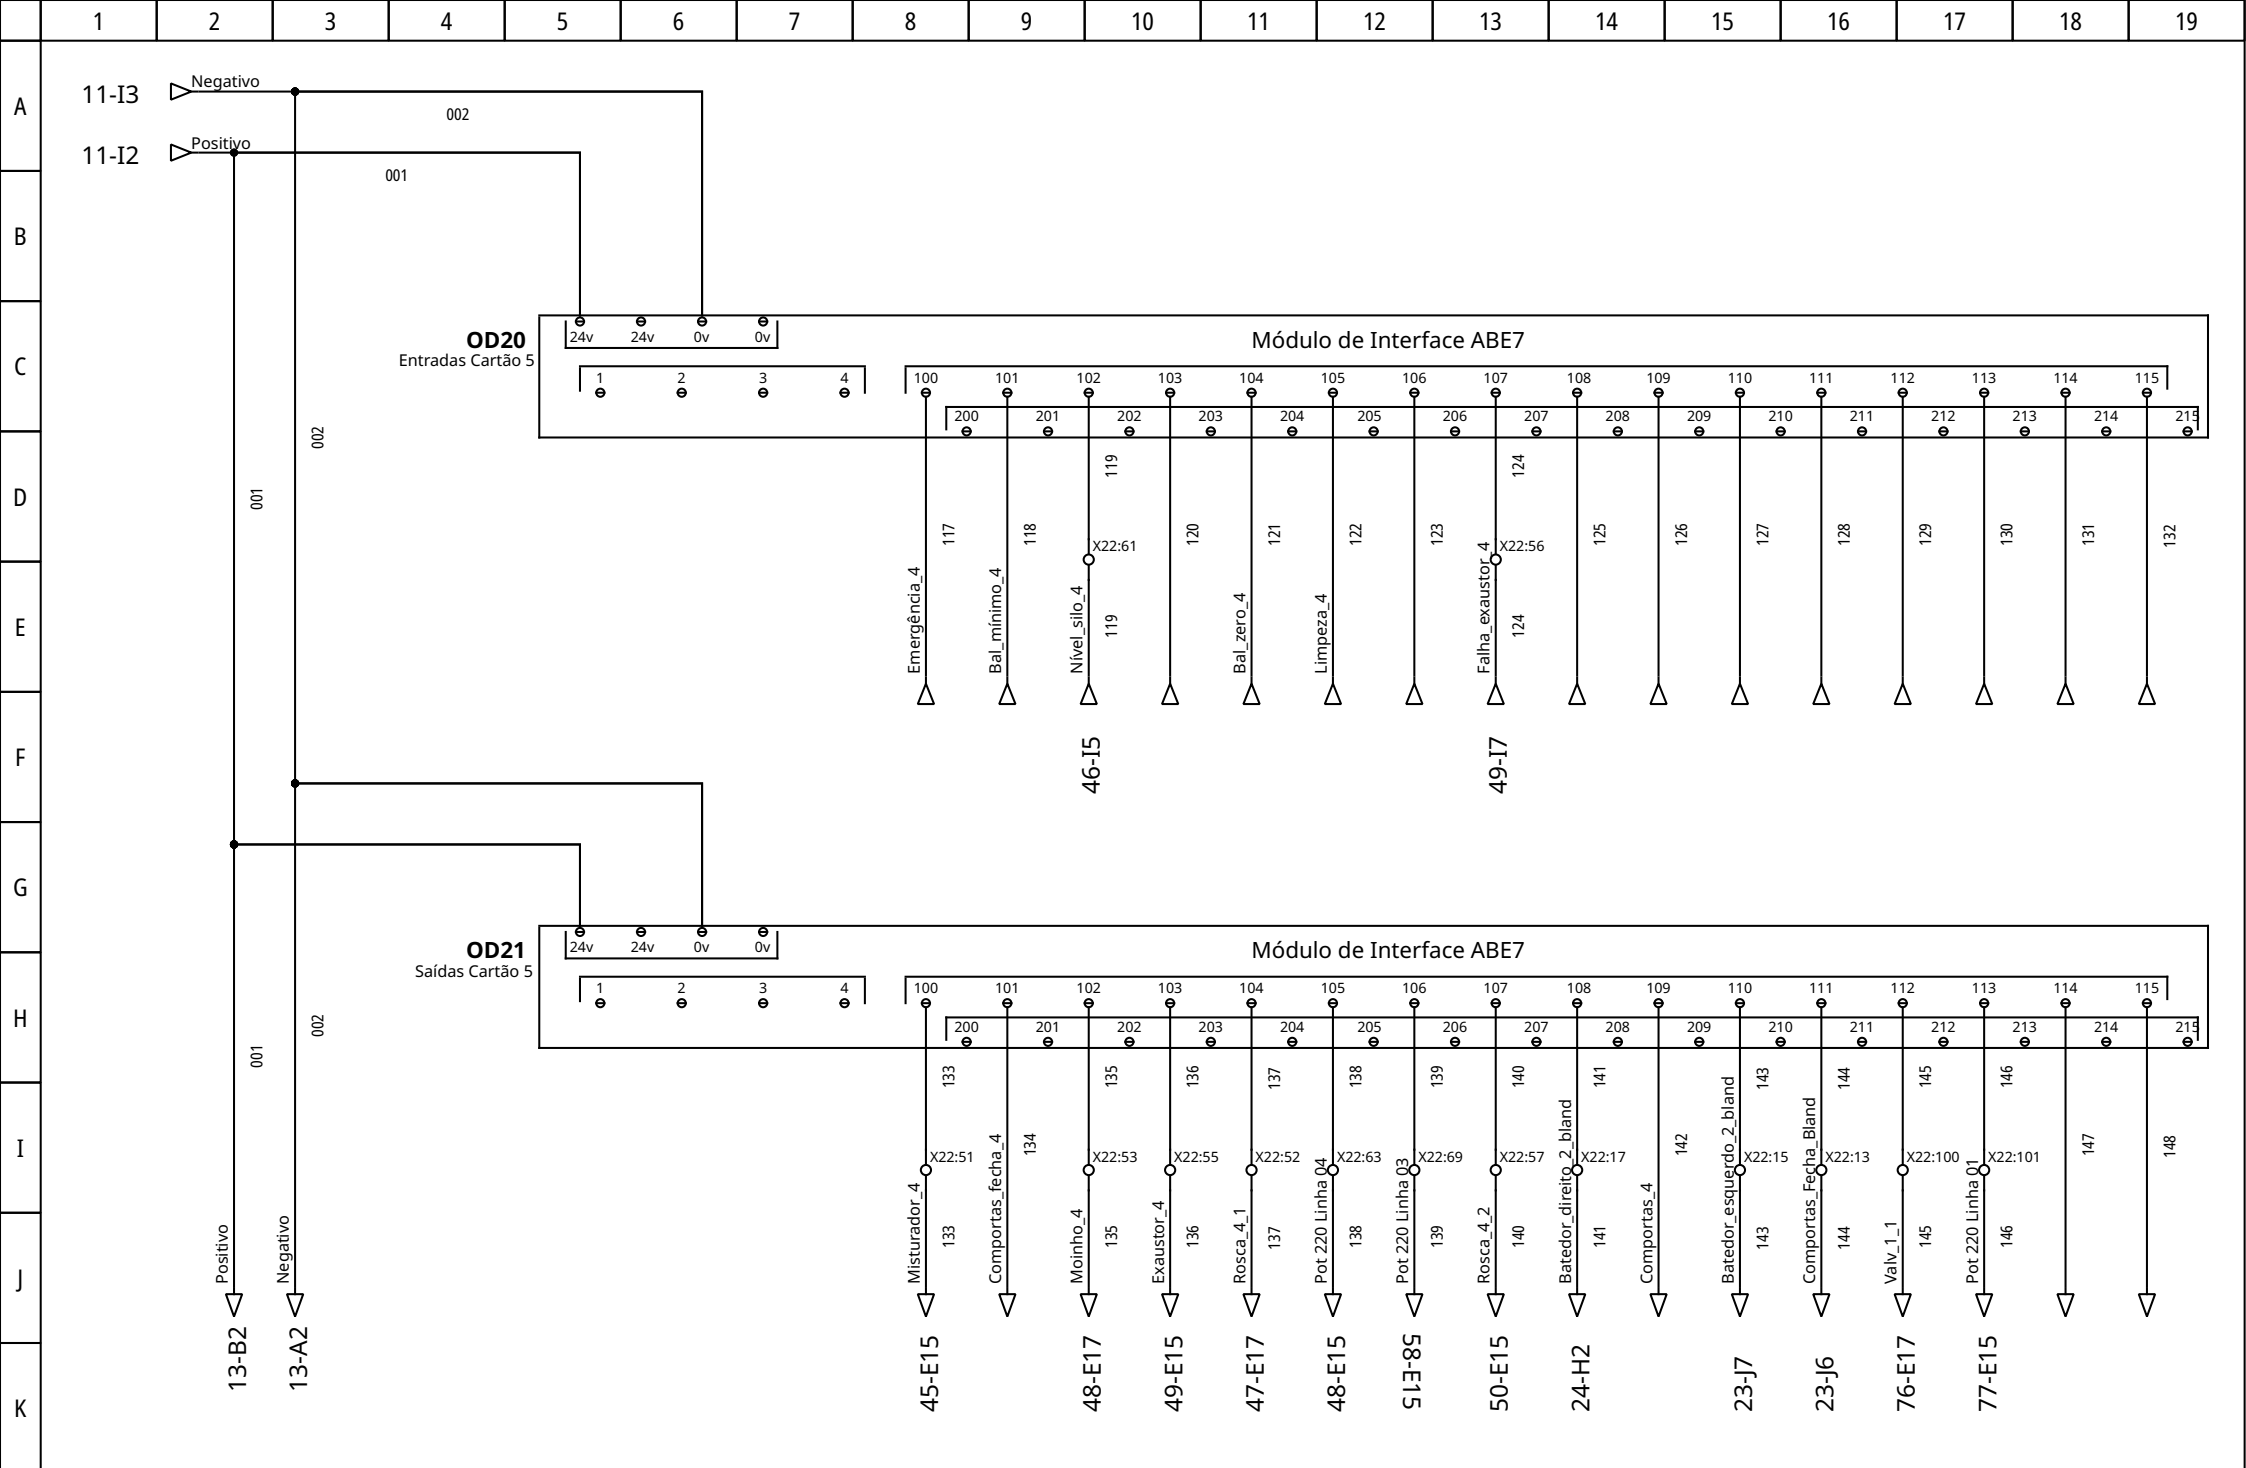 1 2 3 4 5 6 7 8 9 10 11 12 13 14 15 16 17 18 19
A
B
C
D
E
F
G
H
I
J
K
11-I3 Negativo
002
11-I2 Positivo
001
002
001
OD20
Entradas Cartão 5
24v 24v 0v 0v
Módulo de Interface ABE7
1 2 3 4
100 101 102 103 104 105 106 107 108 109 110 111 112 113 114 115
200 201 202 203 204 205 206 207 208 209 210 211 212 213 214 215
119 124
117 118 120 121 122 123 125 126 127 128 129 130 131 132
X22:61 X22:56
Emergência_4
Bal_mínimo_4
Nível_silo_4
119
Bal_zero_4
Limpeza_4
Falha_exaustor_4
124
46-I5
49-I7
OD21
Saídas Cartão 5
24v 24v 0v 0v
Módulo de Interface ABE7
1 2 3 4
100 101 102 103 104 105 106 107 108 109 110 111 112 113 114 115
200 201 202 203 204 205 206 207 208 209 210 211 212 213 214 215
001
002
133 135 136 137 138 139 140 141 143 144 145 146
134 142 147 148
X22:51 X22:53 X22:55 X22:52 X22:63 X22:69 X22:57 X22:17 X22:15 X22:13 X22:100 X22:101
Positivo
Negativo
Misturador_4
Comportas_fecha_4
Moinho_4
Exaustor_4
Rosca_4_1
Pot 220 Linha 04
Pot 220 Linha 03
Rosca_4_2
Batedor_direito_2_bland
Comportas_4
Batedor_esquerdo_2_bland
Comportas_Fecha_Bland
Valv_1_1
Pot 220 Linha 01
133 135 136 137 138 139 140 141 143 144 145 146
13-B2
13-A2
45-E15
48-E17
49-E15
47-E17
48-E15
58-E15
50-E15
24-H2
23-J7
23-J6
76-E17
77-E15